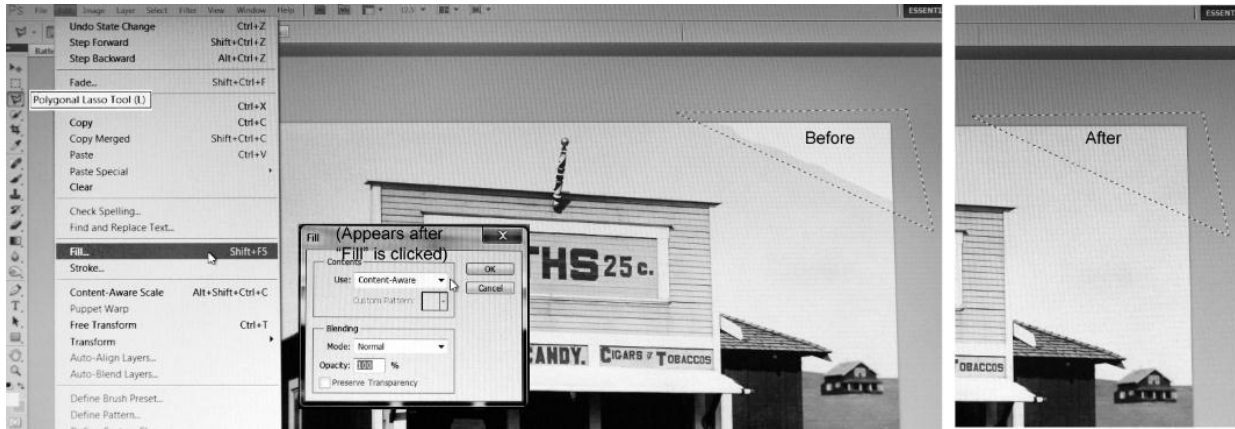 PS File Edit Image Layer Select Filter View Window Help
ESSENTI
Undo State Change Ctrl+Z
Step Forward Shift+Ctrl+Z
Step Backward Alt+Ctrl+Z
Fade... Shift+Ctrl+F
Polygonal Lasso Tool (L)
Ctrl+X
Copy Ctrl+C
Copy Merged Shift+Ctrl+C
Paste Ctrl+V
Paste Special
Clear
Check Spelling...
Find and Replace Text...
Fill... Shift+F5
Stroke...
Content-Aware Scale Alt+Shift+Ctrl+C
Puppet Warp
Free Transform Ctrl+T
Transform
Auto-Align Layers...
Auto-Blend Layers...
Define Brush Preset...
Define Pattern...
Before
Fill
(Appears after
"Fill" is clicked)
X
Contents
Use: Content-Aware
Custom Pattern:
OK
Cancel
Blending
Mode: Normal
Opacity: 100 %
Preserve Transparency
THS 25 c.
CANDY. CIGARS & TOBACCOS
ESSENT
After
TOBACCOS